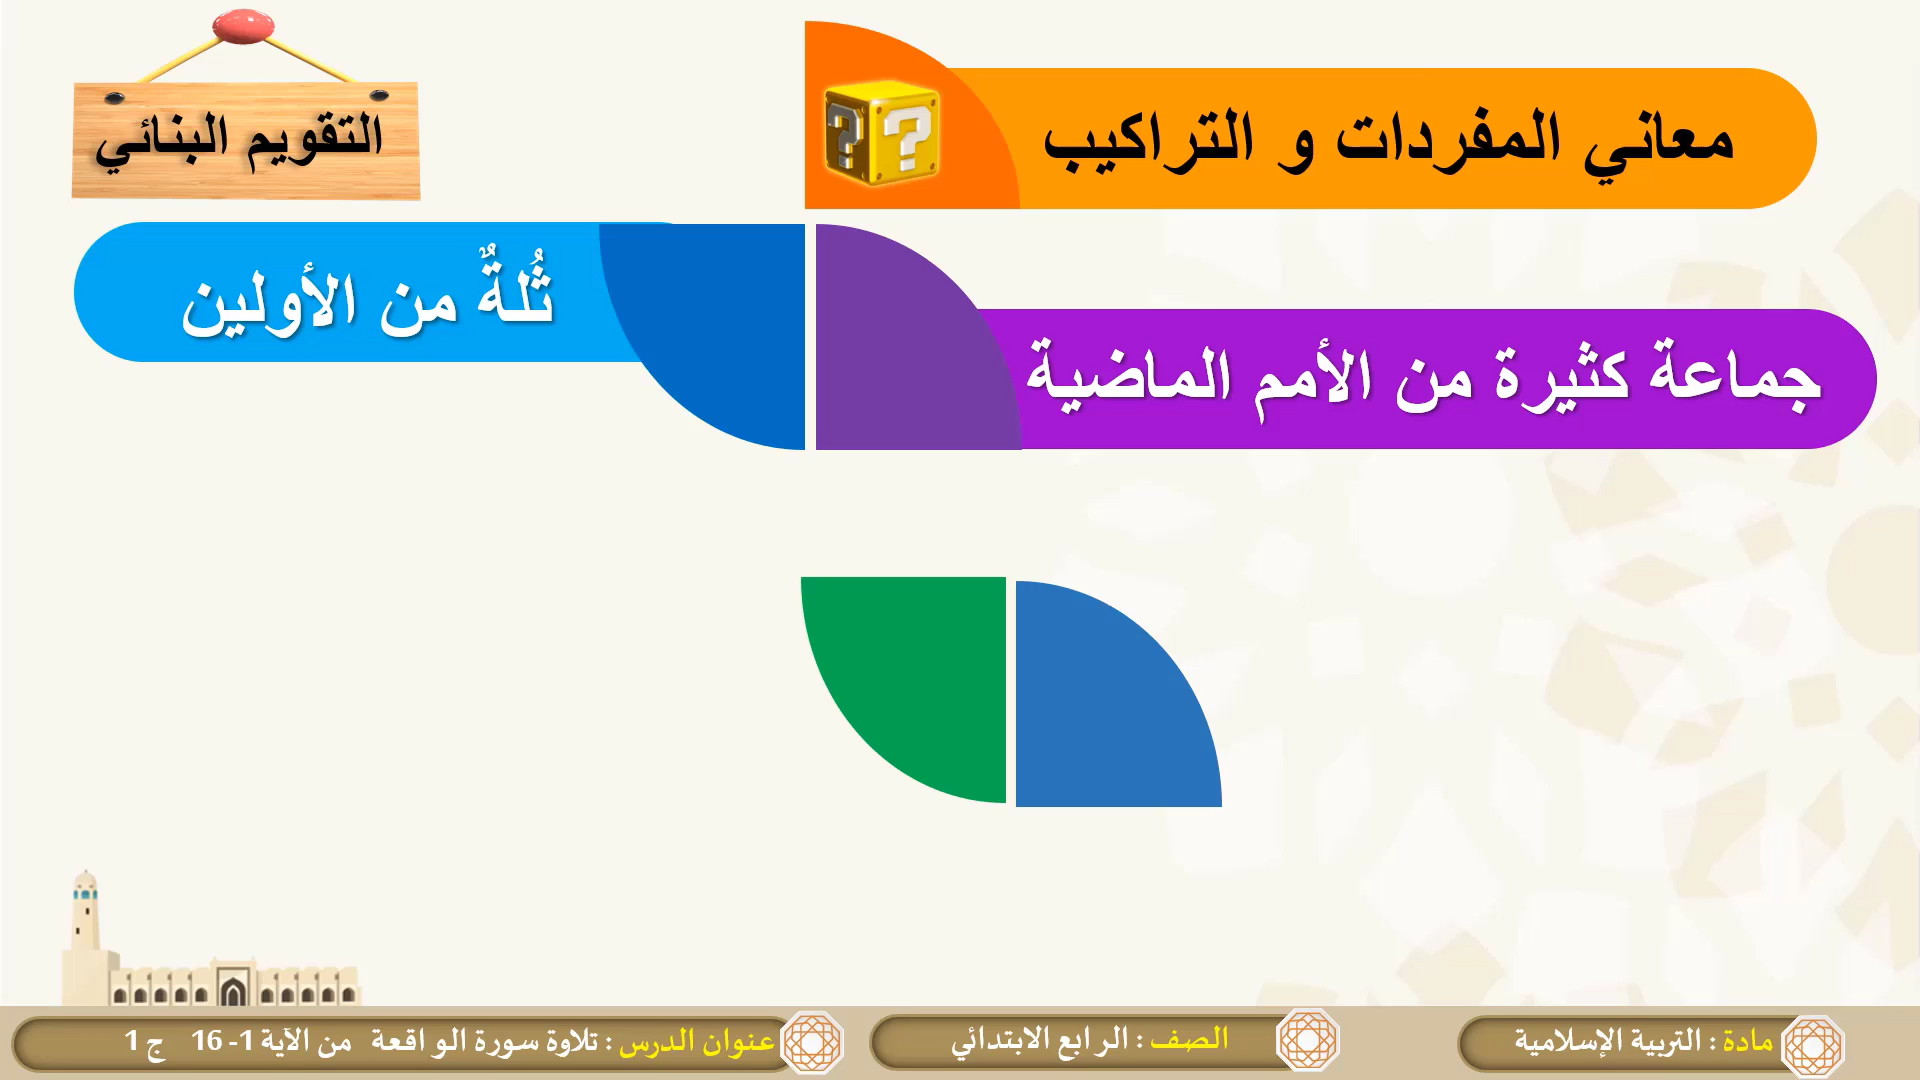 معاني المفردات و التراكيب
التقويم البنائي
ثُلةٌ من الأولين
جماعة كثيرة من الأمم الماضية
مادة : التربية الإسلامية
الصف : الرابع الابتدائي
عنوان الدرس : تلاوة سورة الواقعة من الآية 1- 16 ج 1